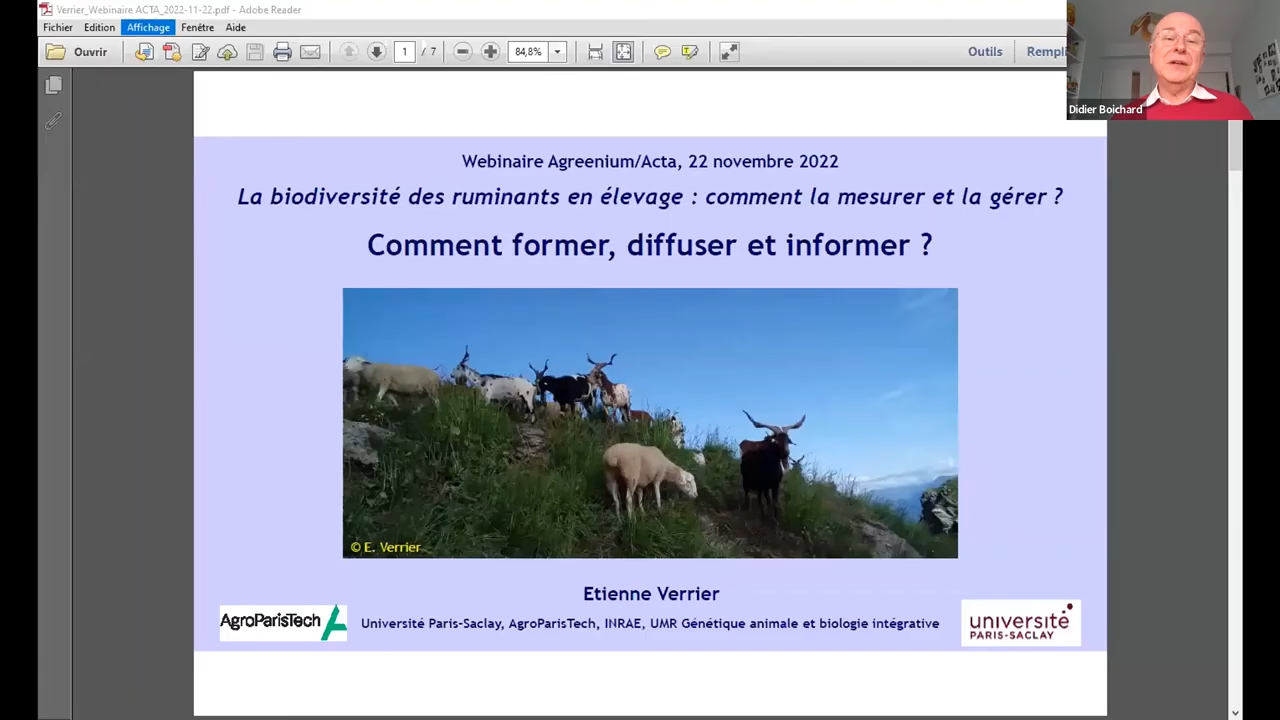 Verrier_Webinaire ACTA_2022-11-22.pdf - Adobe Reader
Fichier Edition Affichage Fenêtre Aide
Ouvrir 1 / 7 84,8% Outils
Didier Boichard
Webinaire Agreenium/Acta, 22 novembre 2022
La biodiversité des ruminants en élevage : comment la mesurer et la gérer ?
Comment former, diffuser et informer ?
© E. Verrier
Etienne Verrier
AgroParisTech
Université Paris-Saclay, AgroParisTech, INRAE, UMR Génétique animale et biologie intégrative
université
PARIS-SACLAY